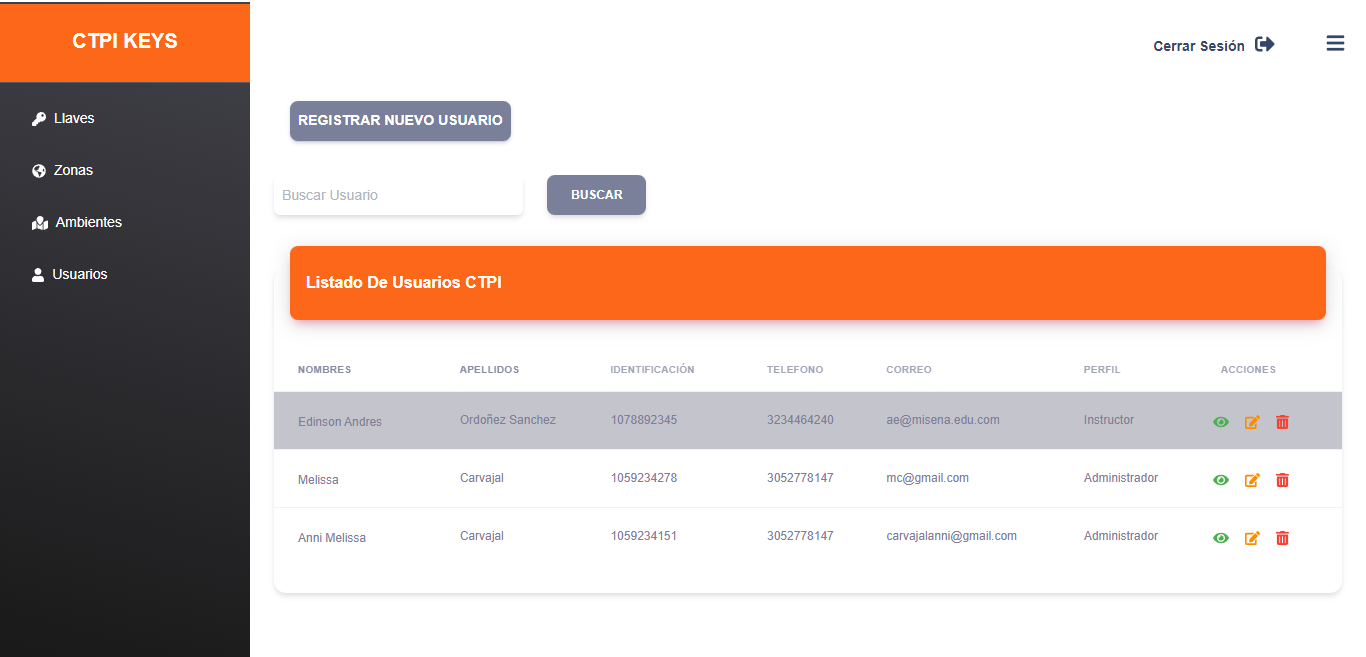 CTPI KEYS
Cerrar Sesión
Llaves
Zonas
Ambientes
Usuarios
REGISTRAR NUEVO USUARIO
Buscar Usuario
BUSCAR
Listado De Usuarios CTPI
NOMBRES APELLIDOS IDENTIFICACIÓN TELEFONO CORREO PERFIL ACCIONES
Edinson Andres Ordoñez Sanchez 1078892345 3234464240 ae@misena.edu.com Instructor
Melissa Carvajal 1059234278 3052778147 mc@gmail.com Administrador
Anni Melissa Carvajal 1059234151 3052778147 carvajalanni@gmail.com Administrador